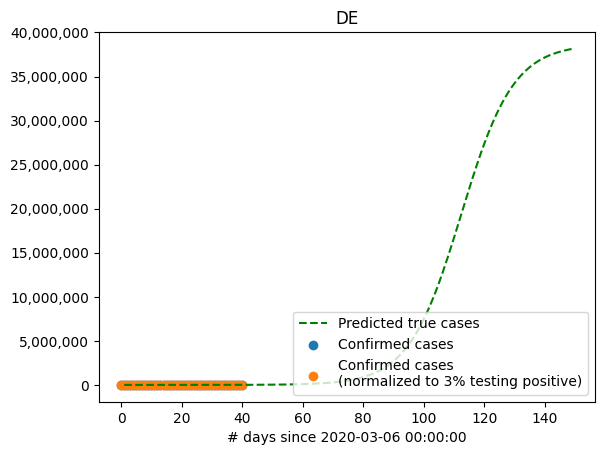 DE
40,000,000
35,000,000
30,000,000
25,000,000
20,000,000
15,000,000
10,000,000
5,000,000
0
Predicted true cases
Confirmed cases
Confirmed cases
(normalized to 3% testing positive)
0 20 40 60 80 100 120 140
# days since 2020-03-06 00:00:00